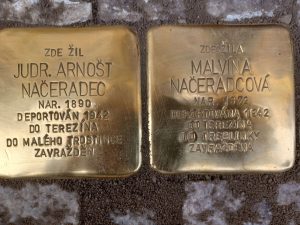 ZDE ŽIL
JUDR. ARNOŠT
NAČERADEC
NAR. 1890
DEPORTOVÁN 1942
DO TEREZÍNA
DO MALÉHO TROSTINCE
ZAVRAŽDĚN
ZDE ŽILA
MALVÍNA
NAČERADCOVÁ
NAR.
DEPORTOVÁNA 1942
DO TEREZÍNA
DO TREBLINKY
ZAVRAŽDĚNA